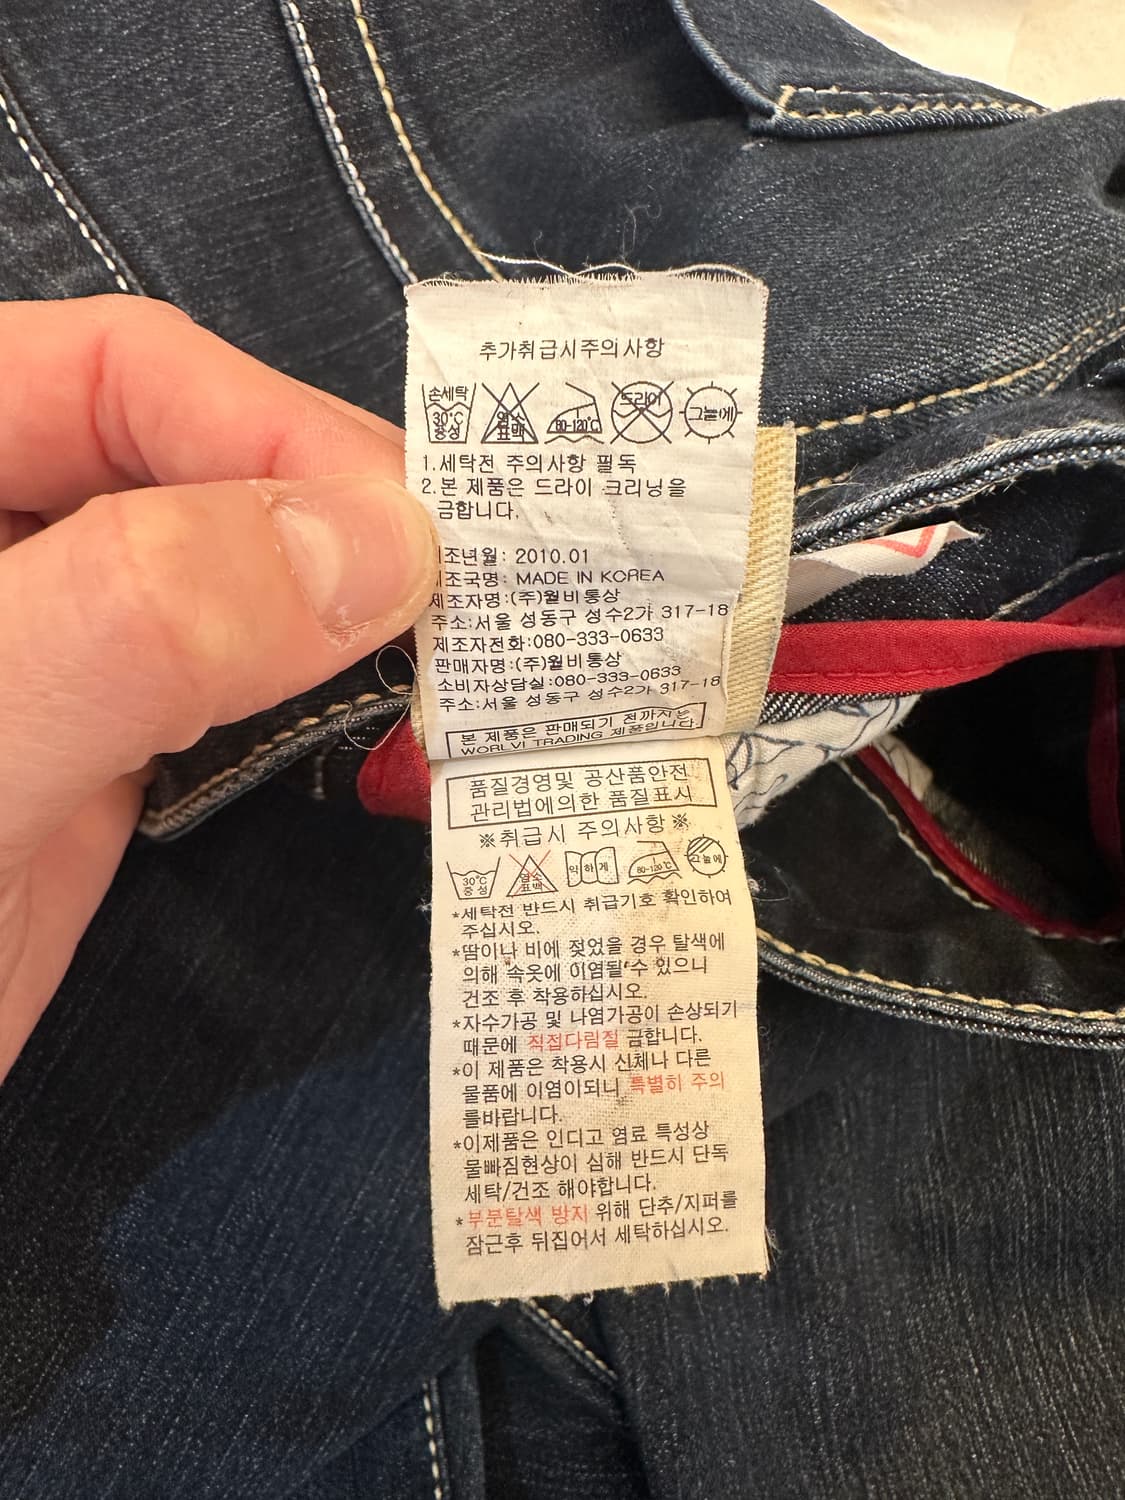 추가취급시주의사항
손세탁 30°C 중성
염소 표백
80-120°C
드라이
그늘에
1.세탁전 주의사항 필독
2.본 제품은 드라이 크리닝을
금합니다.
조년월: 2010.01
조국명: MADE IN KOREA
제조자명:(주)월비통상
주소:서울 성동구 성수2가 317-18
제조자전화:080-333-0633
판매자명:(주)월비통상
소비자상담실:080-333-0633
주소:서울 성동구 성수2가 317-18
본 제품은 판매되기 전까지는
WORLVI TRADING 제품입니다.
품질경영및 공산품안전
관리법에의한 품질표시
※취급시 주의사항※
30°C 중성
염소 표백
약하게
80-120°C
그늘에
*세탁전 반드시 취급기호 확인하여
주십시오.
*땀이나 비에 젖었을 경우 탈색에
의해 속옷에 이염될수 있으니
건조 후 착용하십시오.
*자수가공 및 나염가공이 손상되기
때문에 직접다림질 금합니다.
*이 제품은 착용시 신체나 다른
물품에 이염이되니 특별히 주의
를바랍니다.
*이제품은 인디고 염료 특성상
물빠짐현상이 심해 반드시 단독
세탁/건조 해야합니다.
*부분탈색 방지 위해 단추/지퍼를
잠근후 뒤집어서 세탁하십시오.